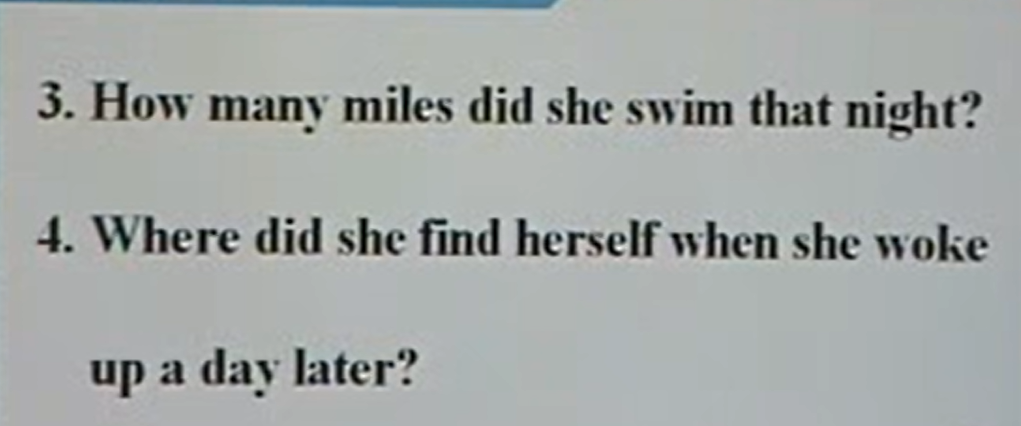 3. How many miles did she swim that night?
4. Where did she find herself when she woke
up a day later?